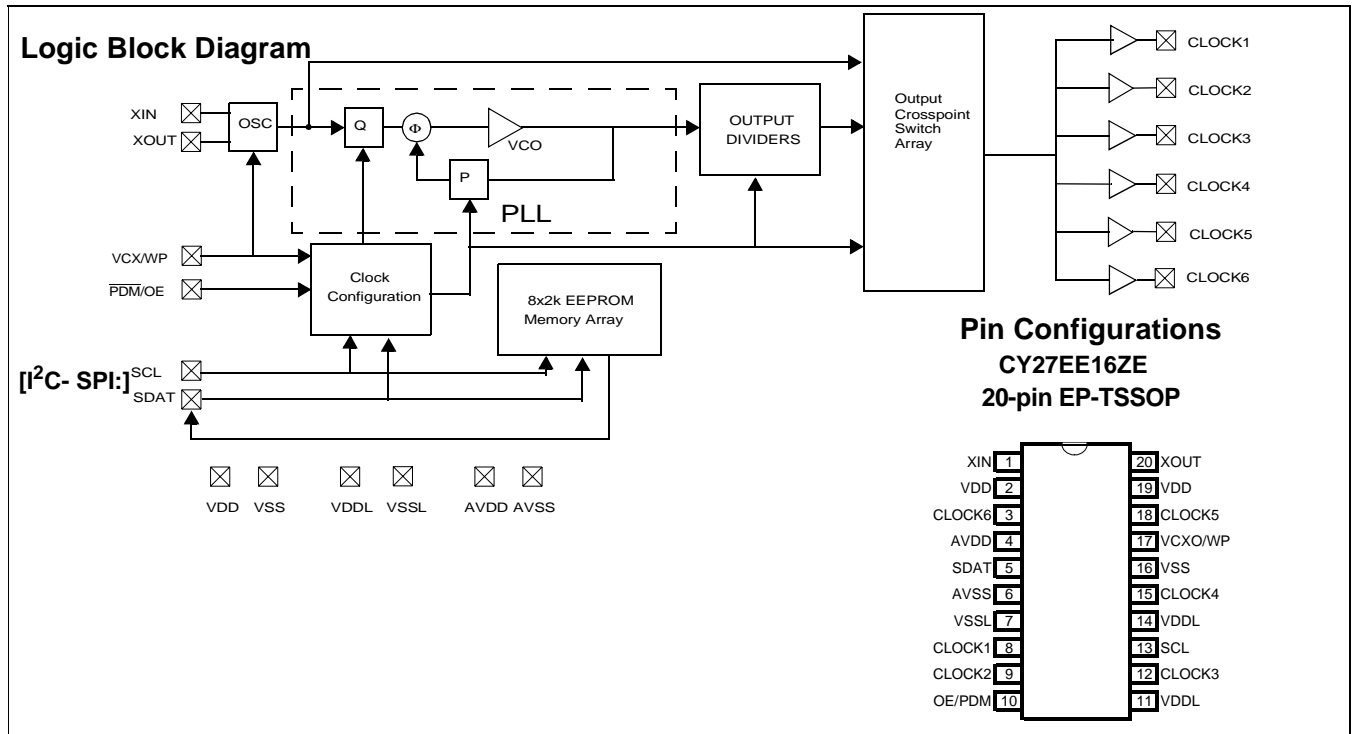 Logic Block Diagram
XIN
XOUT
OSC
Q
Φ
VCO
P
PLL
OUTPUT
DIVIDERS
Output
Crosspoint
Switch
Array
CLOCK1
CLOCK2
CLOCK3
CLOCK4
CLOCK5
CLOCK6
VCX/WP
PDM/OE
Clock
Configuration
8x2k EEPROM
Memory Array
[I²C- SPI:]
SCL
SDAT
VDD VSS VDDL VSSL AVDD AVSS
Pin Configurations
CY27EE16ZE
20-pin EP-TSSOP
XIN 1 20 XOUT
VDD 2 19 VDD
CLOCK6 3 18 CLOCK5
AVDD 4 17 VCXO/WP
SDAT 5 16 VSS
AVSS 6 15 CLOCK4
VSSL 7 14 VDDL
CLOCK1 8 13 SCL
CLOCK2 9 12 CLOCK3
OE/PDM 10 11 VDDL